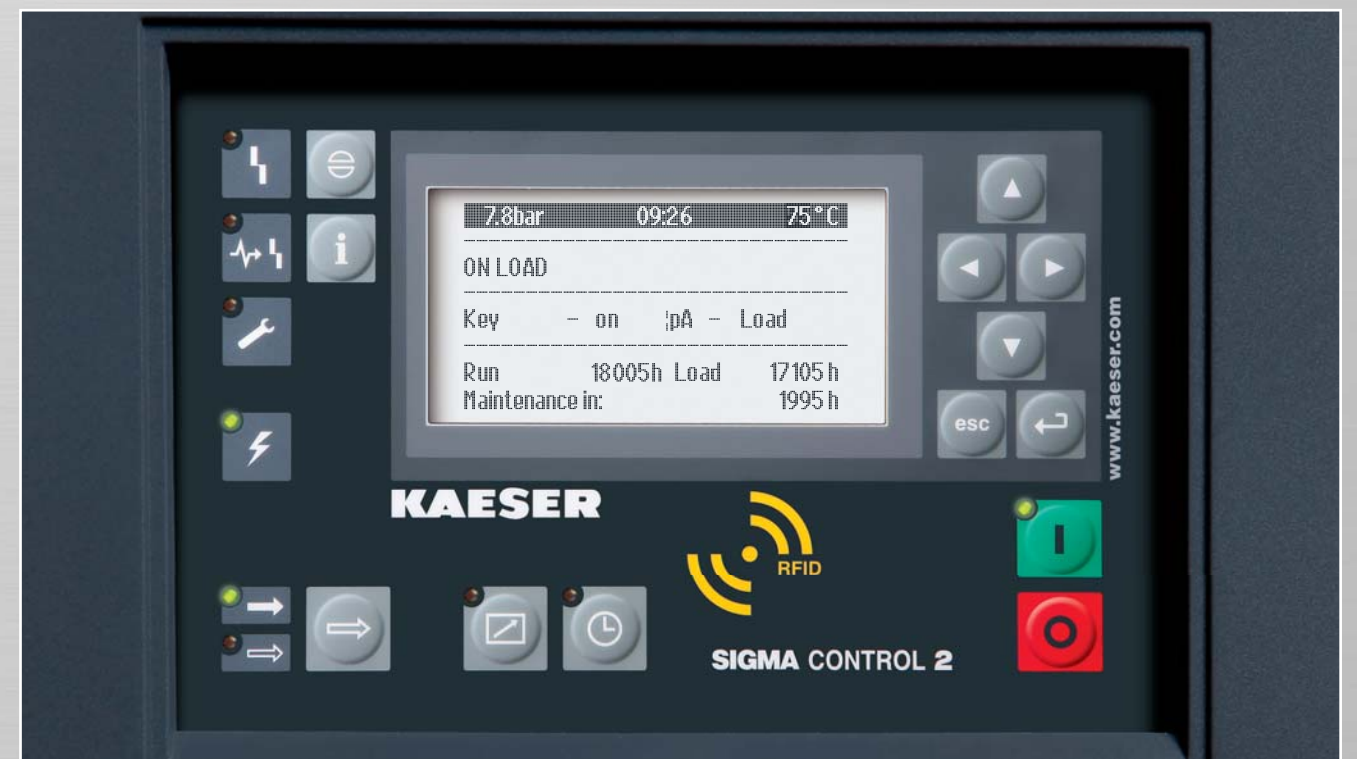 7.8bar 09:26 75°C
ON LOAD
Key - on ¦pA - Load
Run 18005h Load 17105h
Maintenance in: 1995h
i
esc
www.kaeser.com
KAESER
RFID
I
O
SIGMA CONTROL 2